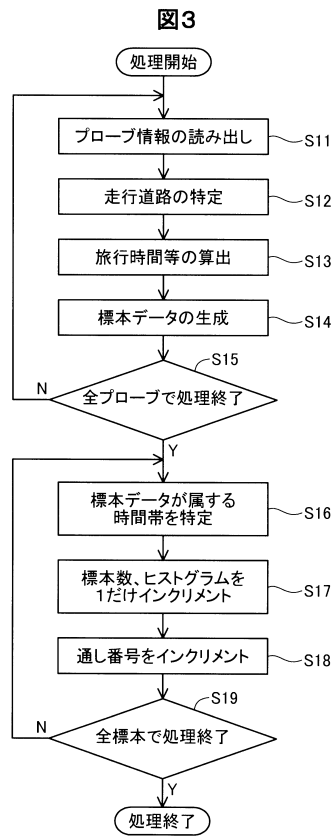 図３
処理開始
プローブ情報の読み出し
S11
走行道路の特定
S12
旅行時間等の算出
S13
標本データの生成
S14
S15
全プローブで処理終了
N
Y
標本データが属する
時間帯を特定
S16
標本数、ヒストグラムを
１だけインクリメント
S17
通し番号をインクリメント
S18
S19
全標本で処理終了
N
Y
処理終了